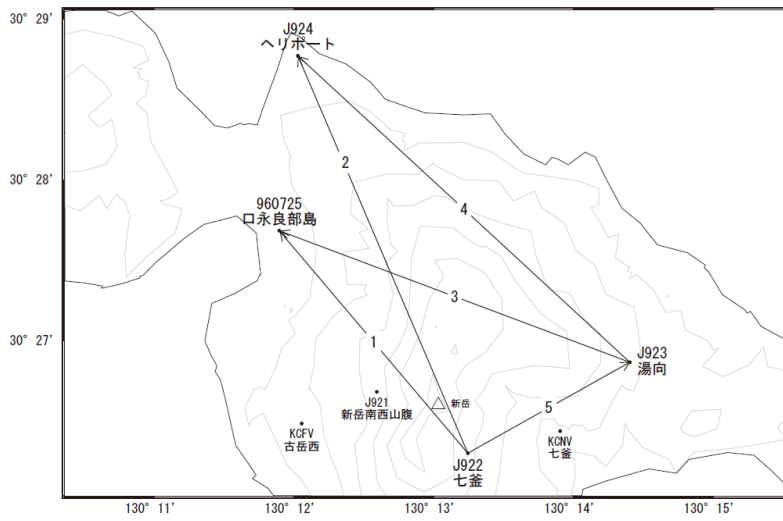 30° 29'
J924
ヘリポート
2
30° 28'
960725
口永良部島
4
3
30° 27'
1
J923
湯向
J921
新岳南西山腹
新岳
5
KCFV
古岳西
KCNV
七釜
J922
七釜
130° 11'
130° 12'
130° 13'
130° 14'
130° 15'